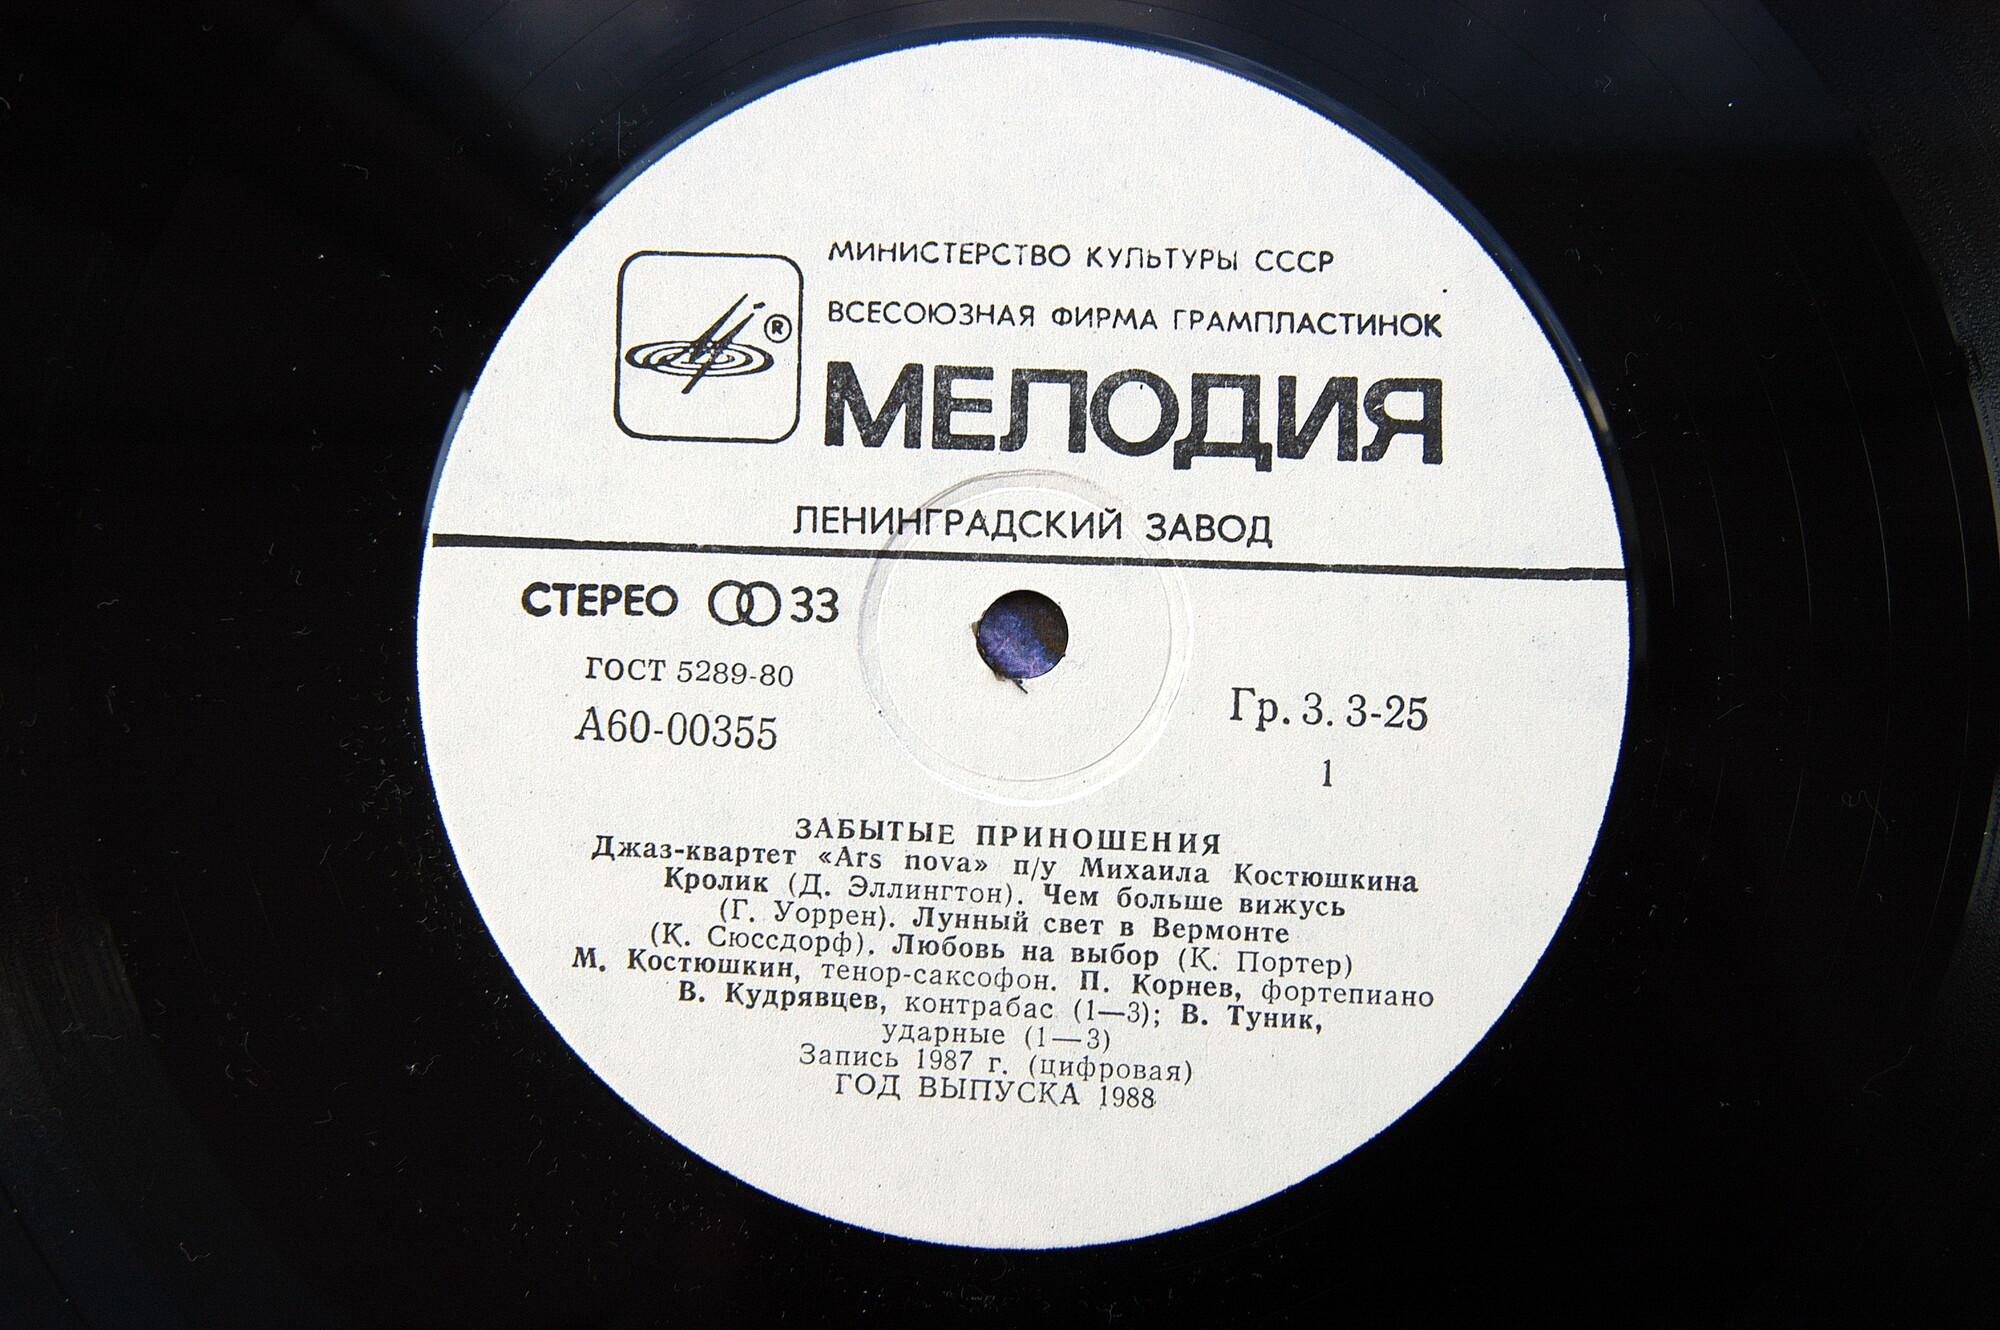 МИНИСТЕРСТВО КУЛЬТУРЫ СССР
ВСЕСОЮЗНАЯ ФИРМА ГРАМПЛАСТИНОК
®
МЕЛОДИЯ
ЛЕНИНГРАДСКИЙ ЗАВОД
СТЕРЕО 33
ГОСТ 5289-80
А60-00355
Гр. 3. 3-25
1
ЗАБЫТЫЕ ПРИНОШЕНИЯ
Джаз-квартет «Ars nova» п/у Михаила Костюшкина
Кролик (Д. Эллингтон). Чем больше вижусь
(Г. Уоррен). Лунный свет в Вермонте
(К. Сюссдорф). Любовь на выбор (К. Портер)
М. Костюшкин, тенор-саксофон. П. Корнев, фортепиано
В. Кудрявцев, контрабас (1—3); В. Туник,
ударные (1—3)
Запись 1987 г. (цифровая)
ГОД ВЫПУСКА 1988